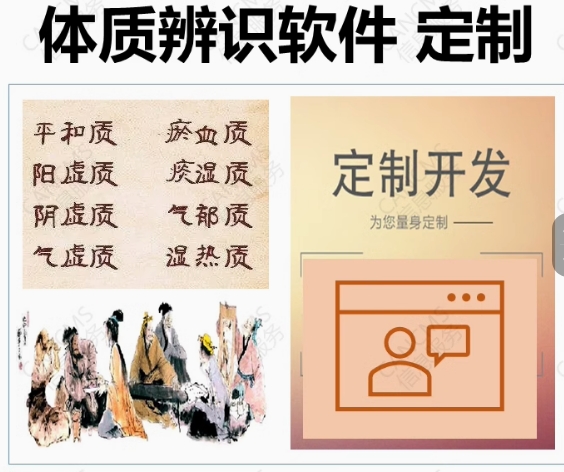 体质辨识软件 定制
平和质 瘀血质
阳虚质 痰湿质
阴虚质 气郁质
气虚质 湿热质
定制开发
为您量身定制